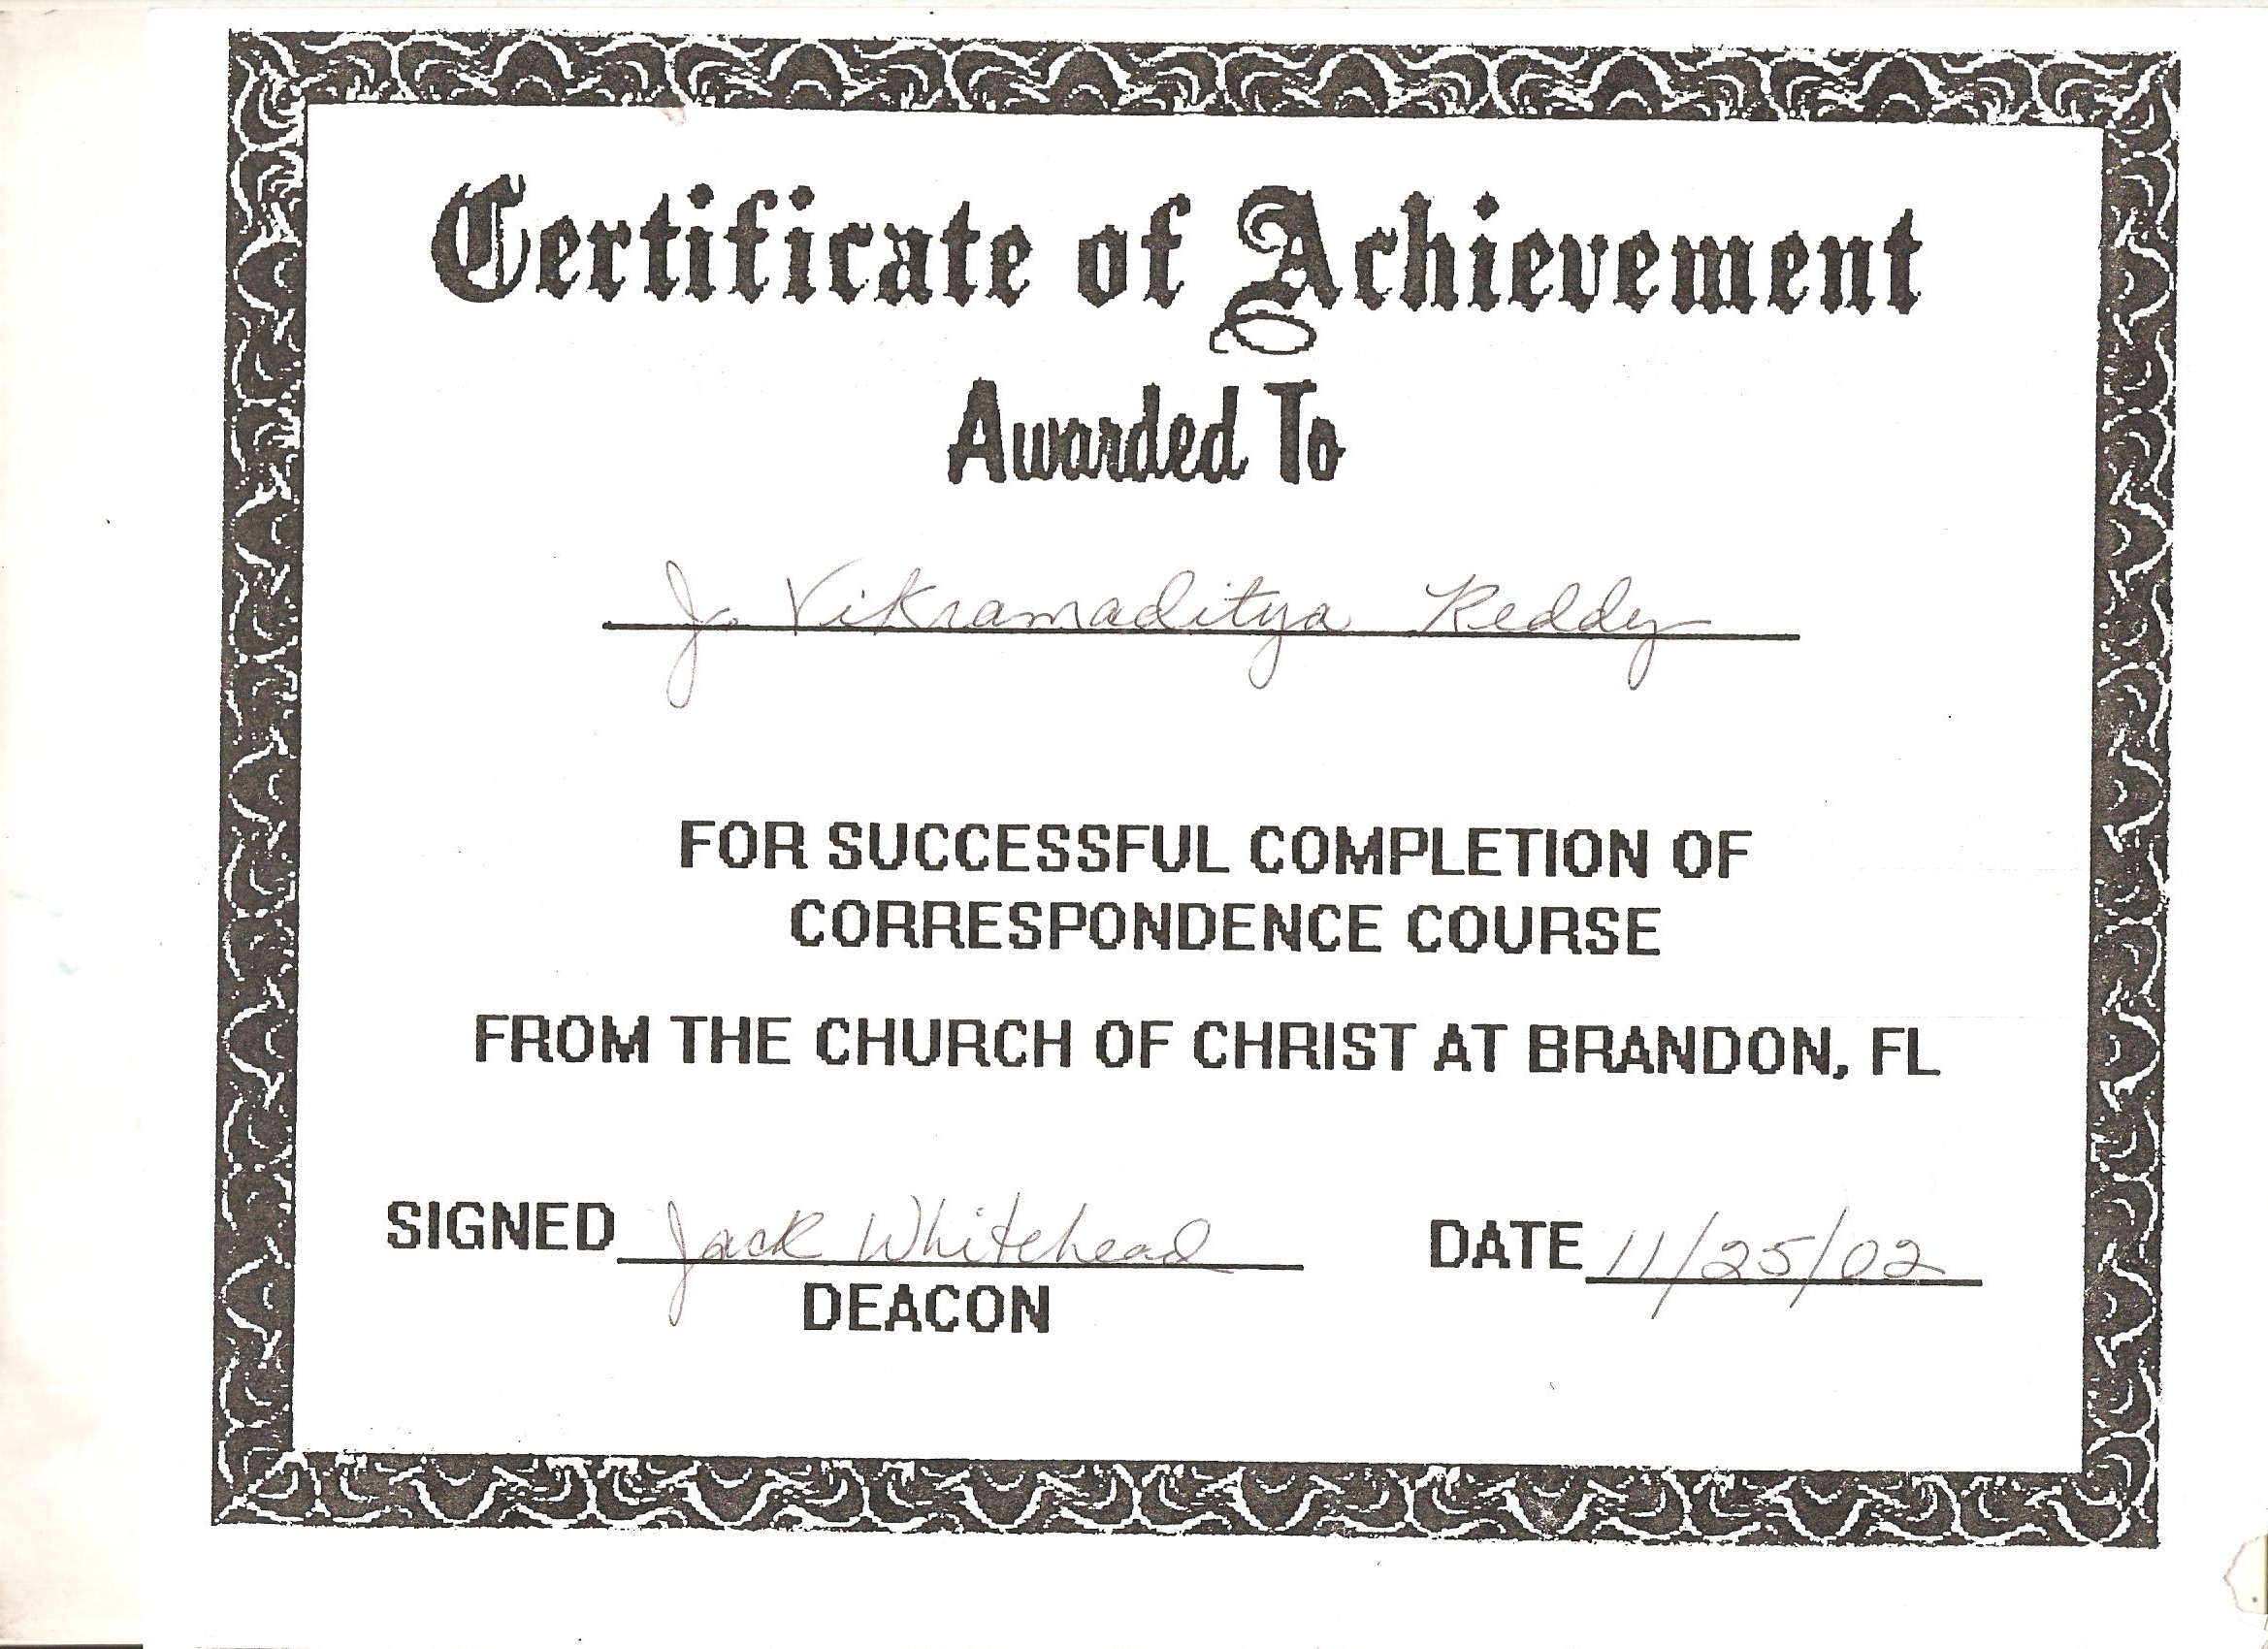 Certificate of Achievement
Awarded To
J. Vikramaditya Reddy
FOR SUCCESSFUL COMPLETION OF
CORRESPONDENCE COURSE
FROM THE CHURCH OF CHRIST AT BRANDON, FL
SIGNED Jack Whitehead DATE 11/25/02
DEACON